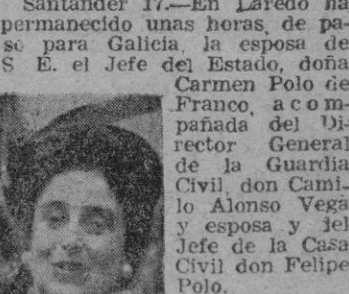 Santander 17.—En Laredo ha
permanecido unas horas, de pa-
so para Galicia, la esposa de
S E. el Jefe del Estado, doña
Carmen Polo de
Franco, acom-
pañada del Di-
rector General
de la Guardia
Civil, don Cami-
lo Alonso Vega
y esposa y del
Jefe de la Casa
Civil don Felipe
Polo.